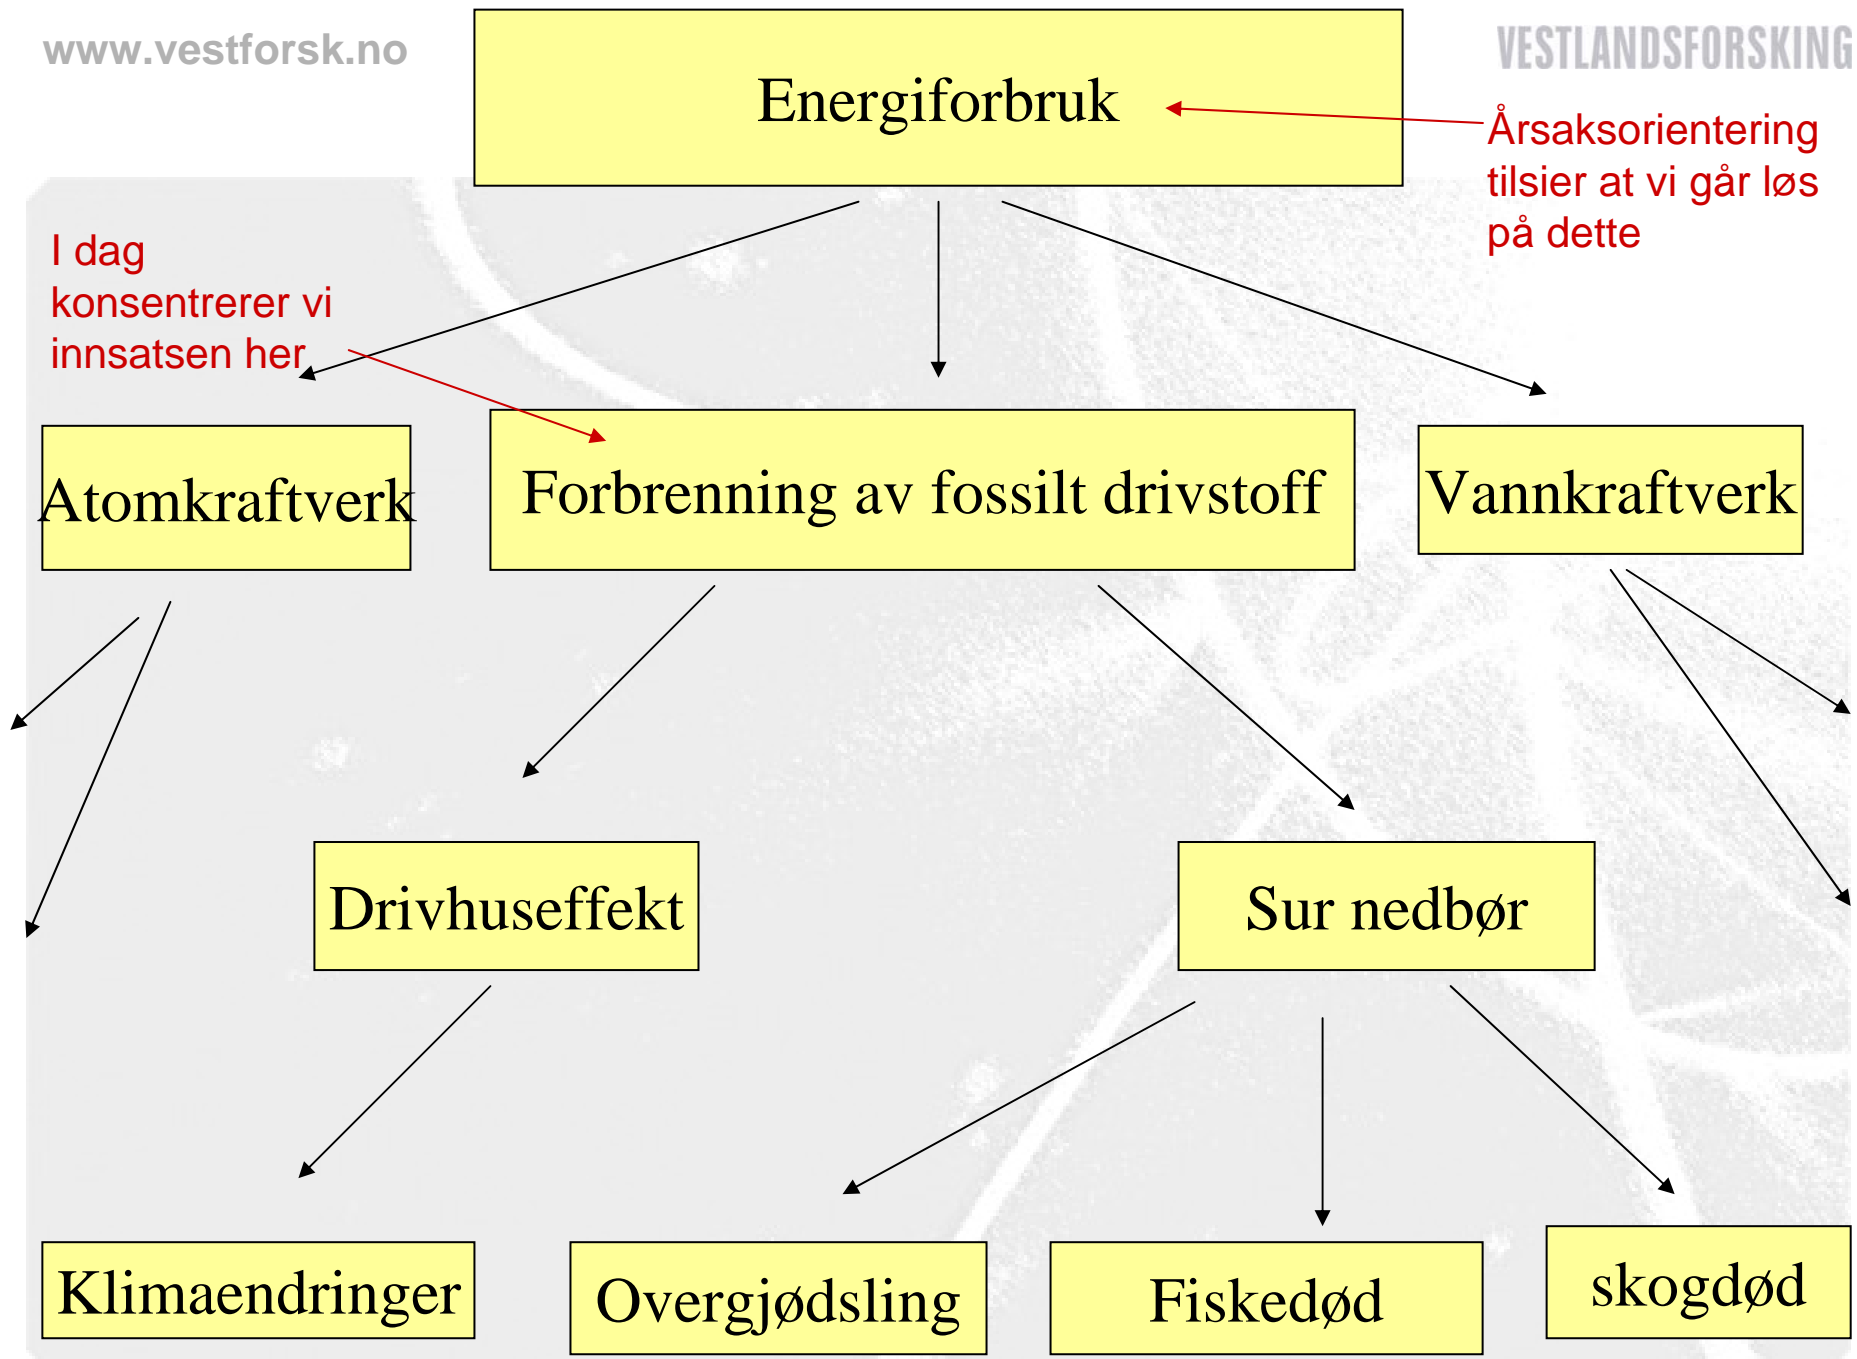 www.vestforsk.no
VESTLANDSFORSKING
Energiforbruk
Årsaksorientering
tilsier at vi går løs
på dette
I dag
konsentrerer vi
innsatsen her
Atomkraftverk
Forbrenning av fossilt drivstoff
Vannkraftverk
Drivhuseffekt
Sur nedbør
Klimaendringer
Overgjødsling
Fiskedød
skogdød